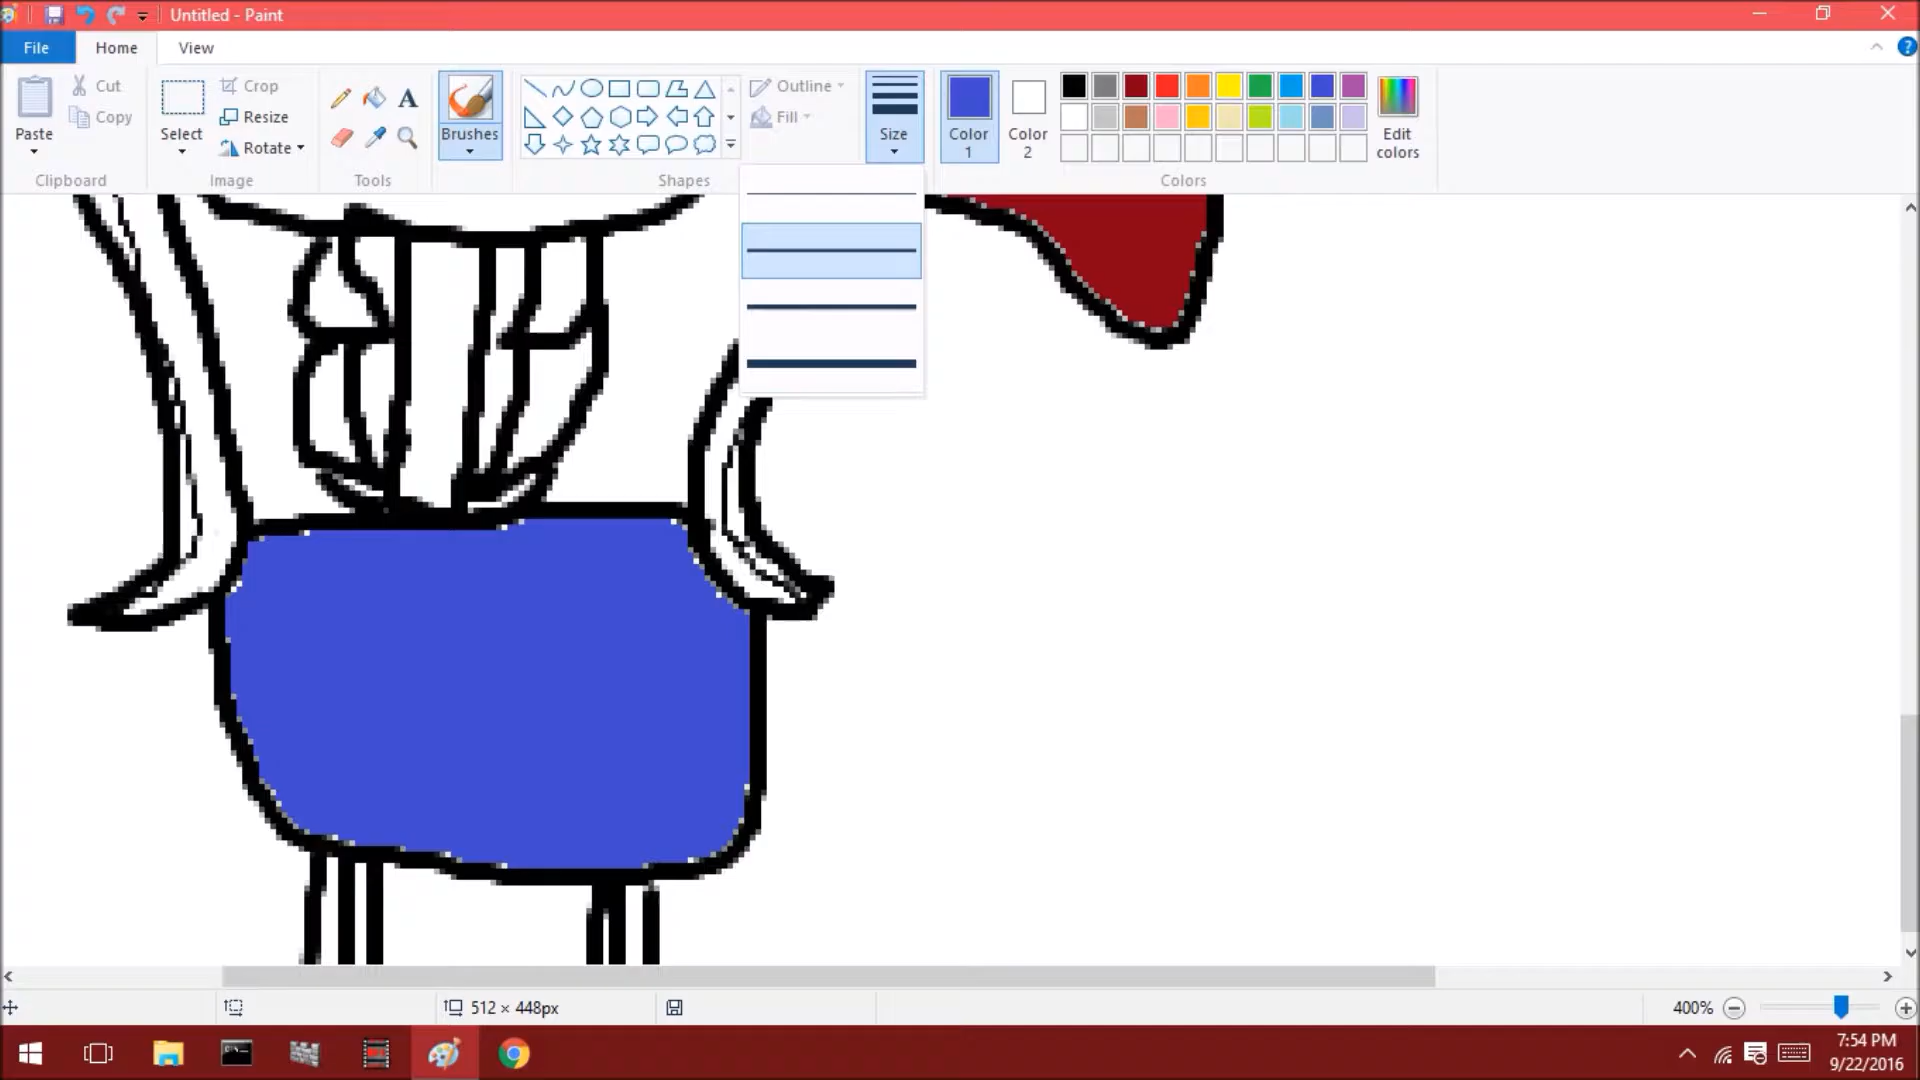 Untitled - Paint
File Home View
Paste
Cut
Copy
Clipboard
Select
Crop
Resize
Rotate
Image
A
Tools
Brushes
Shapes
Outline
Fill
Size
Color 1
Color 2
Colors
Edit colors
?
512 × 448px
400%
7:54 PM
9/22/2016